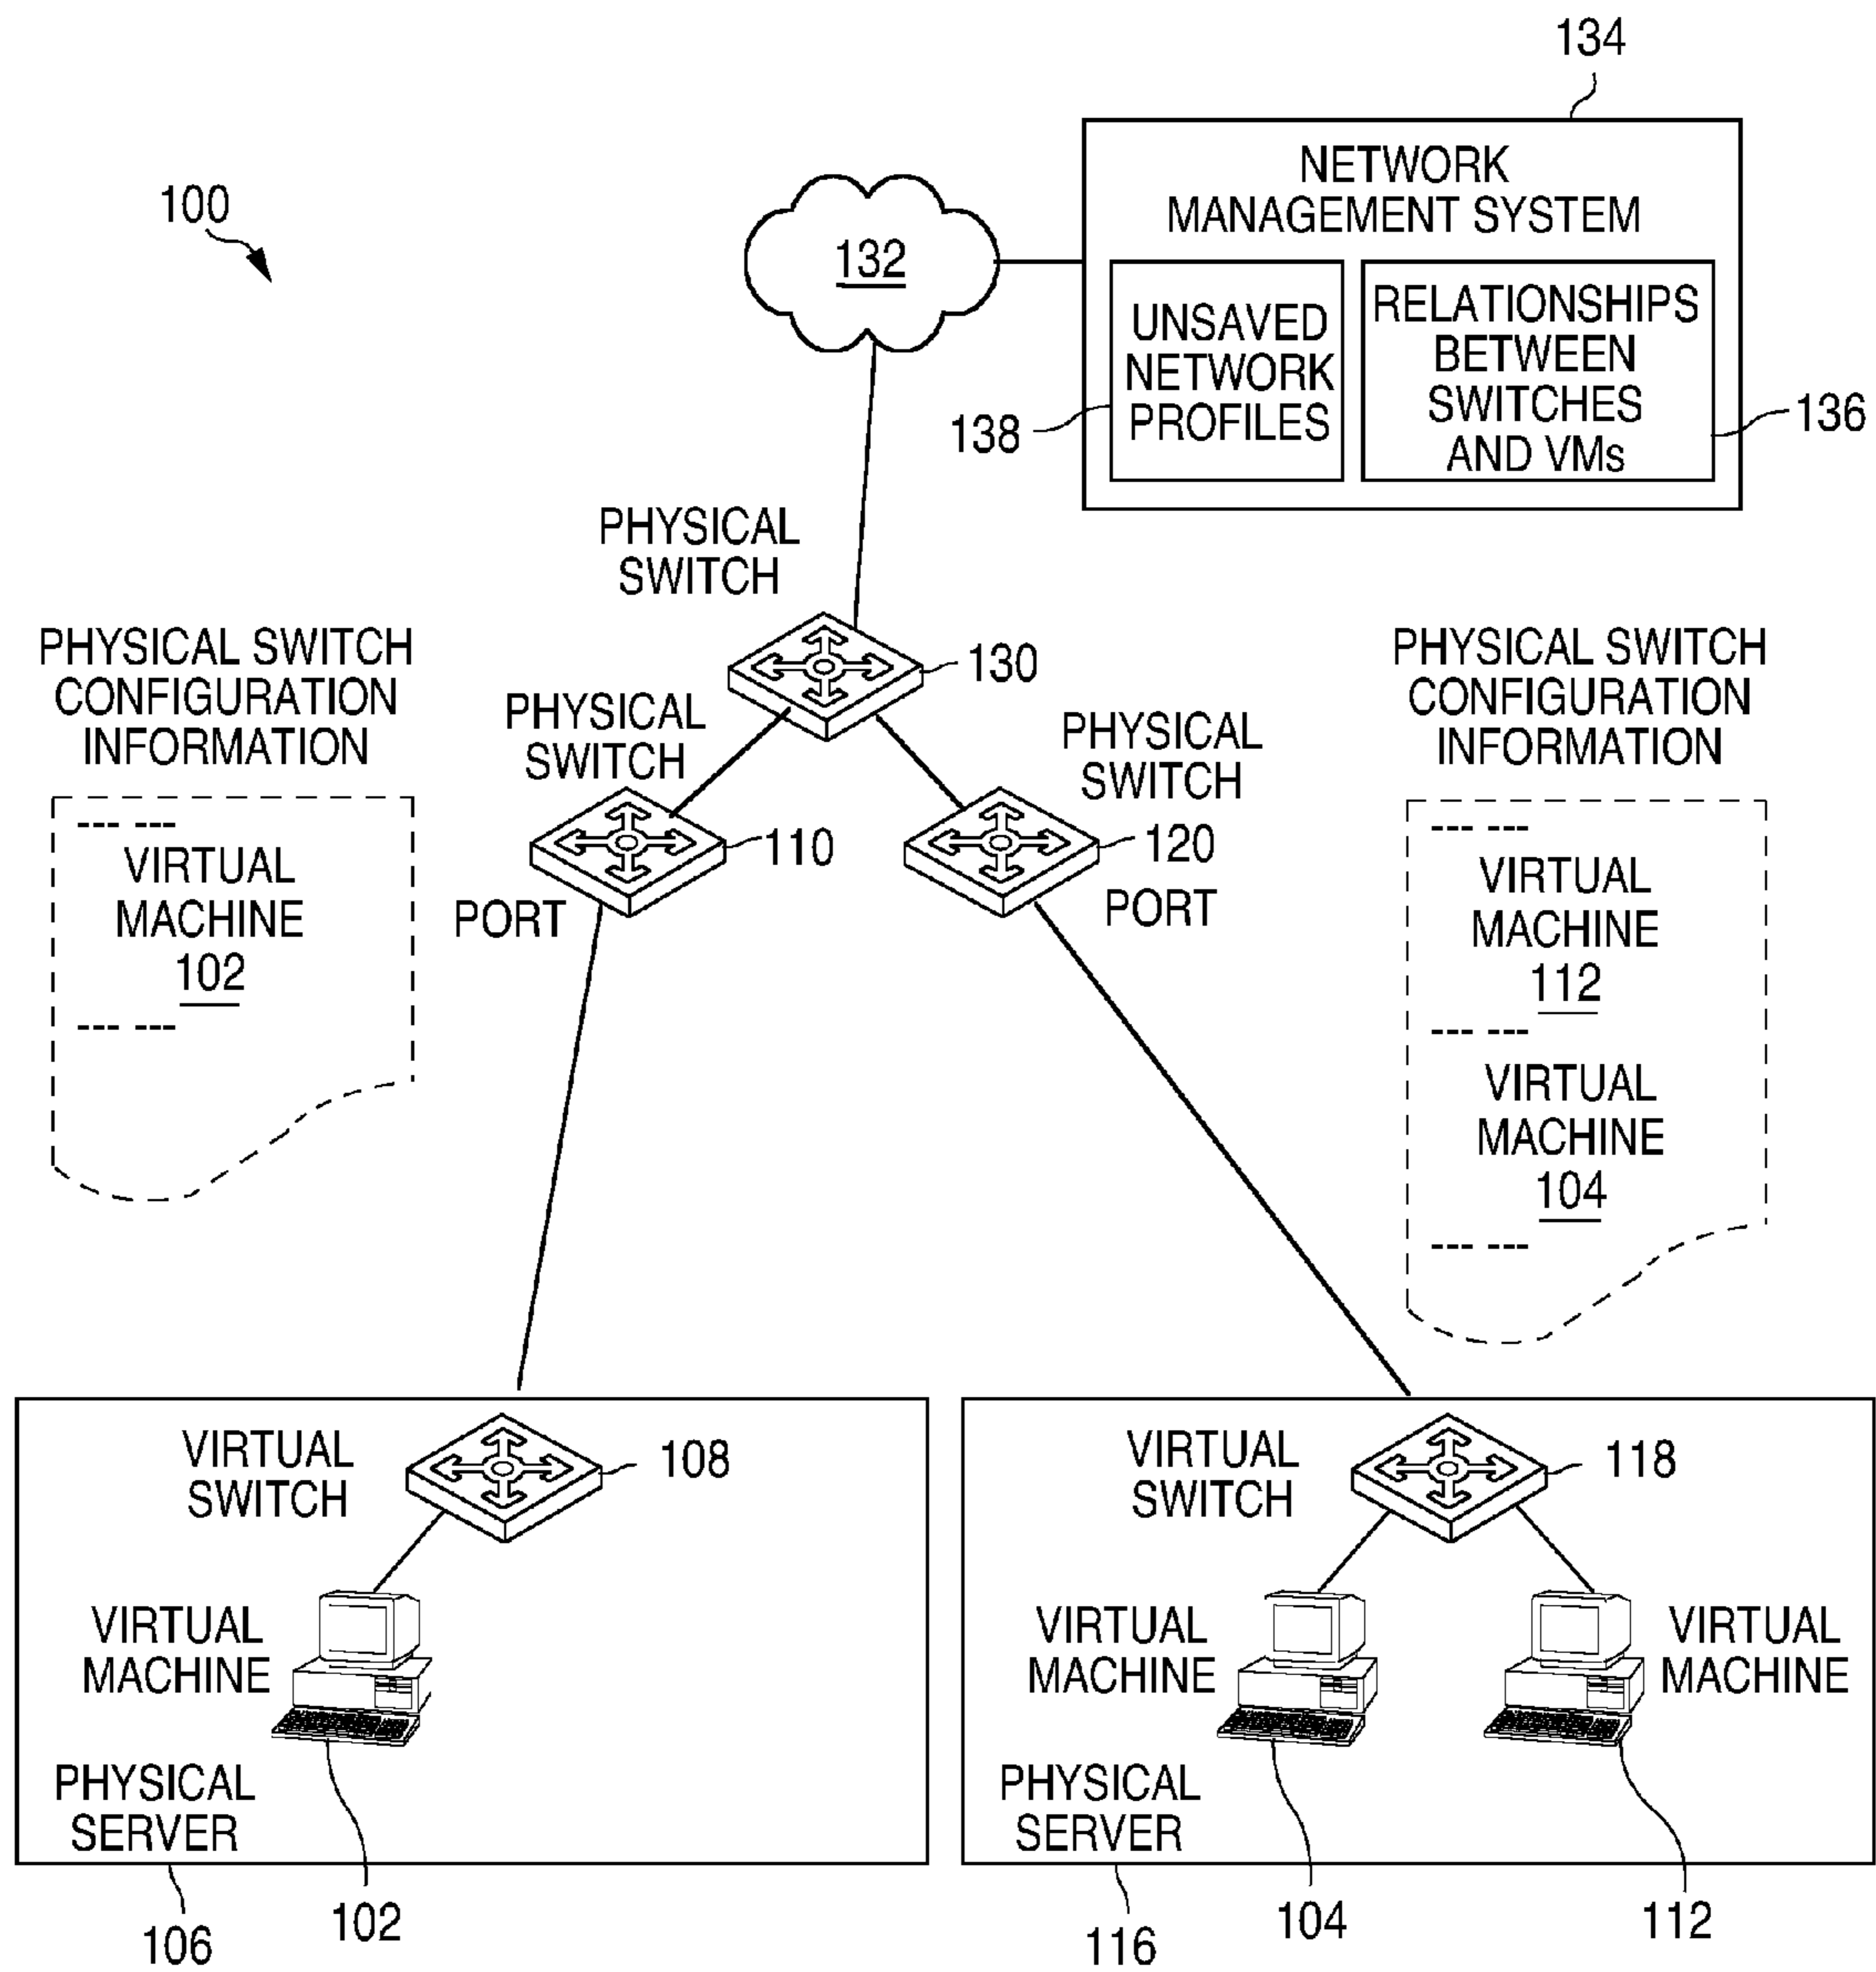 134
NETWORK
MANAGEMENT SYSTEM
100
132
UNSAVED
NETWORK
PROFILES
138
RELATIONSHIPS
BETWEEN
SWITCHES
AND VMs
136
PHYSICAL
SWITCH
130
PHYSICAL SWITCH
CONFIGURATION
INFORMATION
PHYSICAL
SWITCH
110
PORT
PHYSICAL
SWITCH
120
PORT
PHYSICAL SWITCH
CONFIGURATION
INFORMATION
--- ---
VIRTUAL
MACHINE
102
--- ---
--- ---
VIRTUAL
MACHINE
112
--- ---
VIRTUAL
MACHINE
104
--- ---
VIRTUAL
SWITCH
108
VIRTUAL
MACHINE
PHYSICAL
SERVER
106
102
VIRTUAL
SWITCH
118
VIRTUAL
MACHINE
VIRTUAL
MACHINE
PHYSICAL
SERVER
116
104
112